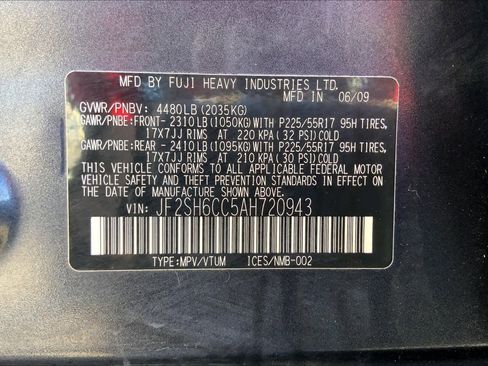 MFD BY FUJI HEAVY INDUSTRIES LTD.
MFD IN 06/09
GVWR/PNBV: 4480LB(2035KG)
GAWR/PNBE:FRONT- 2310LB(1050KG)WITH P225/55R17 95H TIRES,
17X7JJ RIMS AT 220 KPA(32 PSI)COLD
GAWR/PNBE:REAR - 2410LB(1095KG)WITH P225/55R17 95H TIRES,
17X7JJ RIMS AT 210 KPA(30 PSI)COLD
THIS VEHICLE CONFORMS TO ALL APPLICABLE FEDERAL MOTOR
VEHICLE SAFETY AND THEFT PREVENTION STANDARDS IN EFFECT
ON THE DATE OF MANUFACTURE SHOWN ABOVE.
VIN: JF2SH6CC5AH720943
TYPE:MPV/VTUM ICES/NMB-002